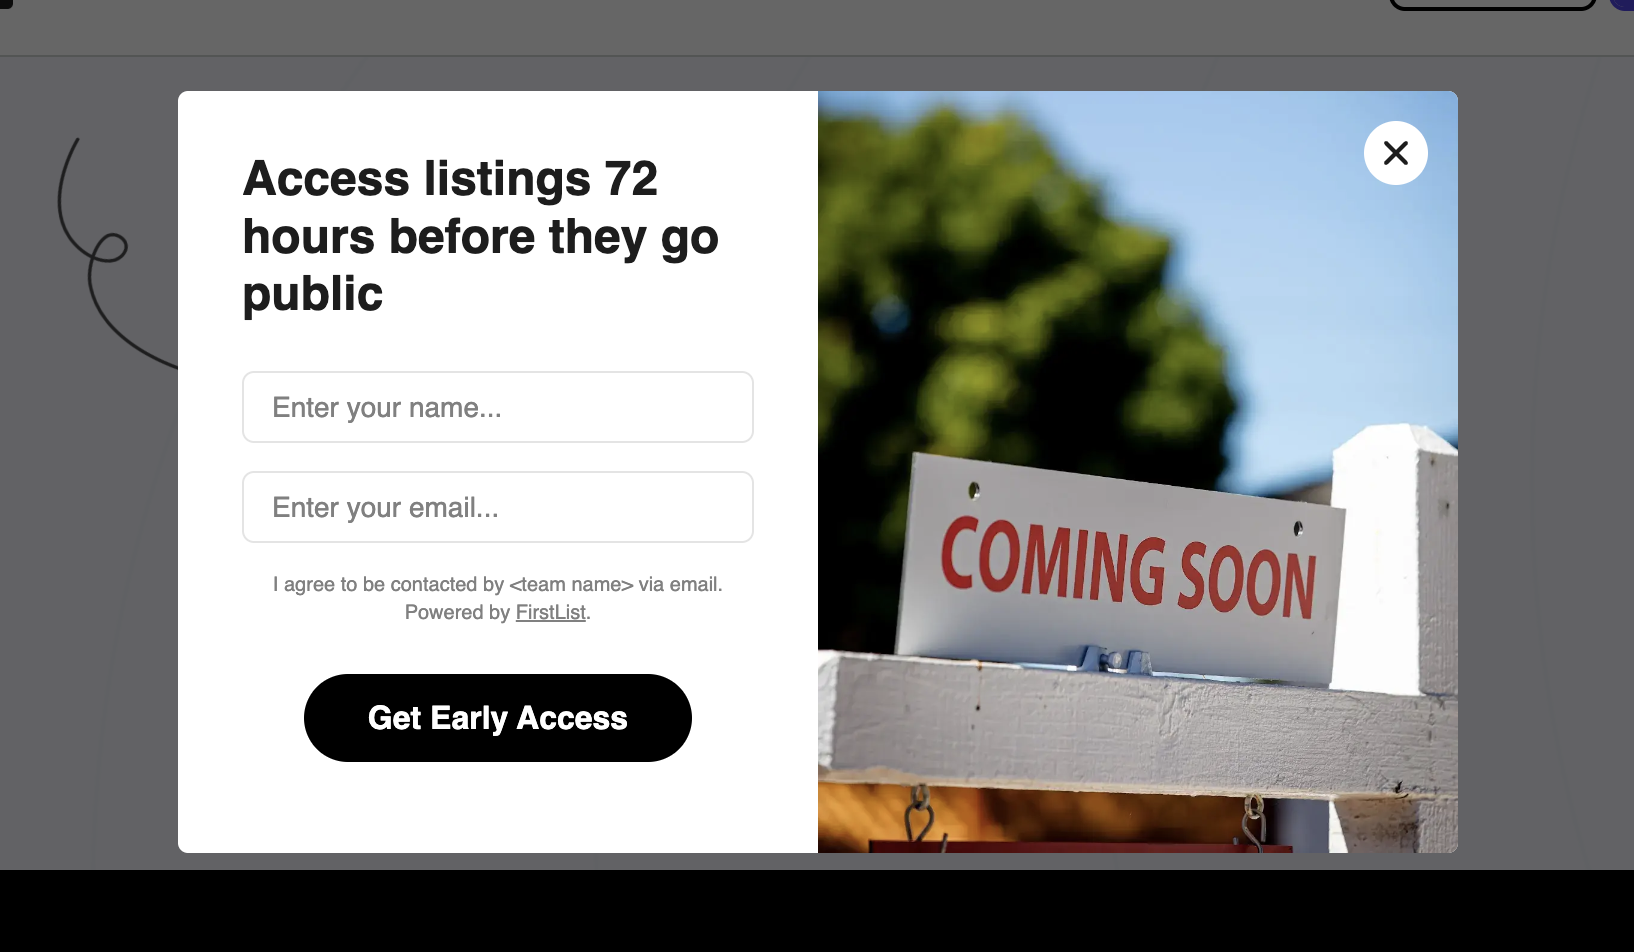 Access listings 72
hours before they go
public
Enter your name...
Enter your email...
I agree to be contacted by <team name> via email.
Powered by FirstList.
Get Early Access
COMING SOON